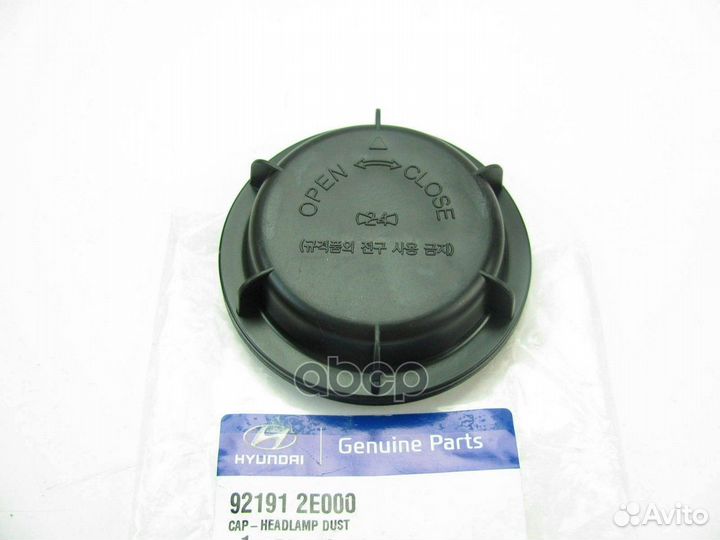 OPEN CLOSE
24
(규격품외 전구 사용 금지)
abcp
HYUNDAI
Genuine Parts
92191 2E000
CAP-HEADLAMP DUST
Avito